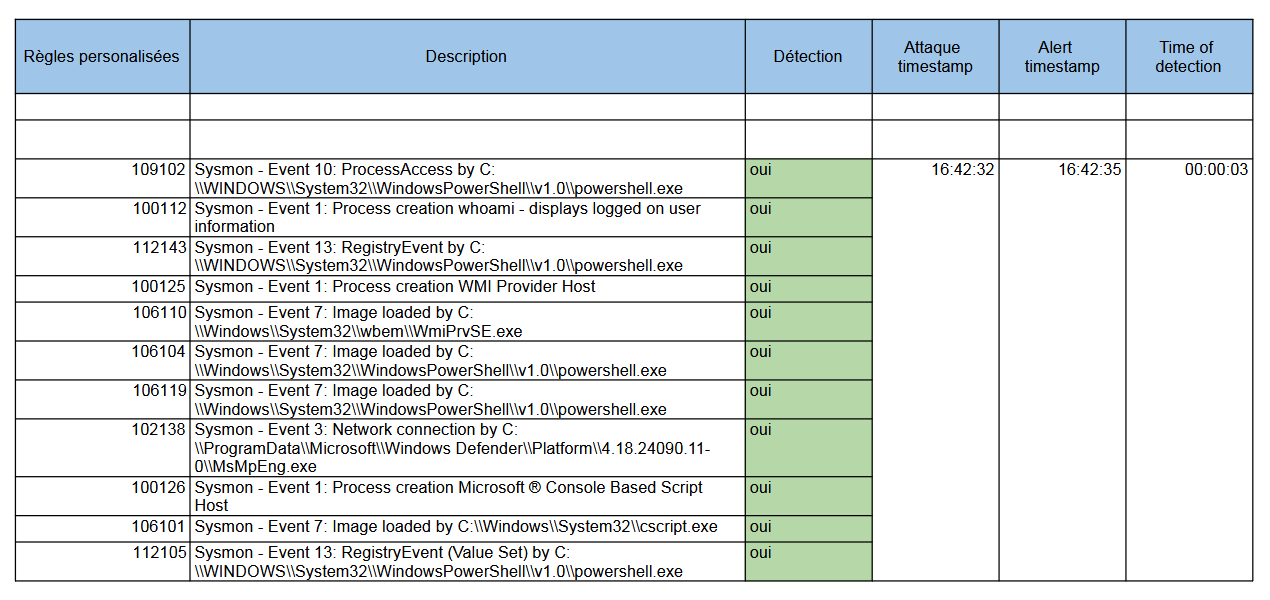 Règles personalisées Description Détection Attaque timestamp Alert timestamp Time of detection
109102 Sysmon - Event 10: ProcessAccess by C: oui 16:42:32 16:42:35 00:00:03
\\WINDOWS\\System32\\WindowsPowerShell\\v1.0\\powershell.exe
100112 Sysmon - Event 1: Process creation whoami - displays logged on user oui
information
112143 Sysmon - Event 13: RegistryEvent by C: oui
\\WINDOWS\\System32\\WindowsPowerShell\\v1.0\\powershell.exe
100125 Sysmon - Event 1: Process creation WMI Provider Host oui
106110 Sysmon - Event 7: Image loaded by C: oui
\\Windows\\System32\\wbem\\WmiPrvSE.exe
106104 Sysmon - Event 7: Image loaded by C: oui
\\Windows\\System32\\WindowsPowerShell\\v1.0\\powershell.exe
106119 Sysmon - Event 7: Image loaded by C: oui
\\Windows\\System32\\WindowsPowerShell\\v1.0\\powershell.exe
102138 Sysmon - Event 3: Network connection by C: oui
\\ProgramData\\Microsoft\\Windows Defender\\Platform\\4.18.24090.11-
0\\MsMpEng.exe
100126 Sysmon - Event 1: Process creation Microsoft ® Console Based Script oui
Host
106101 Sysmon - Event 7: Image loaded by C:\\Windows\\System32\\cscript.exe oui
112105 Sysmon - Event 13: RegistryEvent (Value Set) by C: oui
\\WINDOWS\\System32\\WindowsPowerShell\\v1.0\\powershell.exe